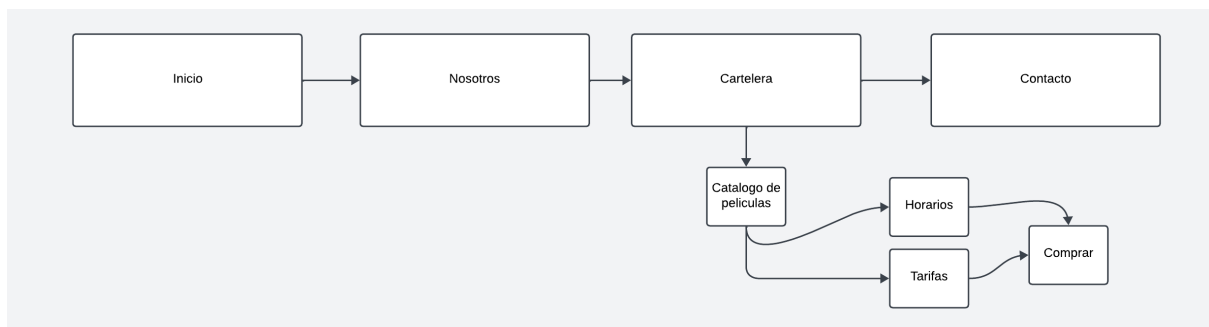 Inicio
Nosotros
Cartelera
Contacto
Catalogo de
peliculas
Horarios
Tarifas
Comprar